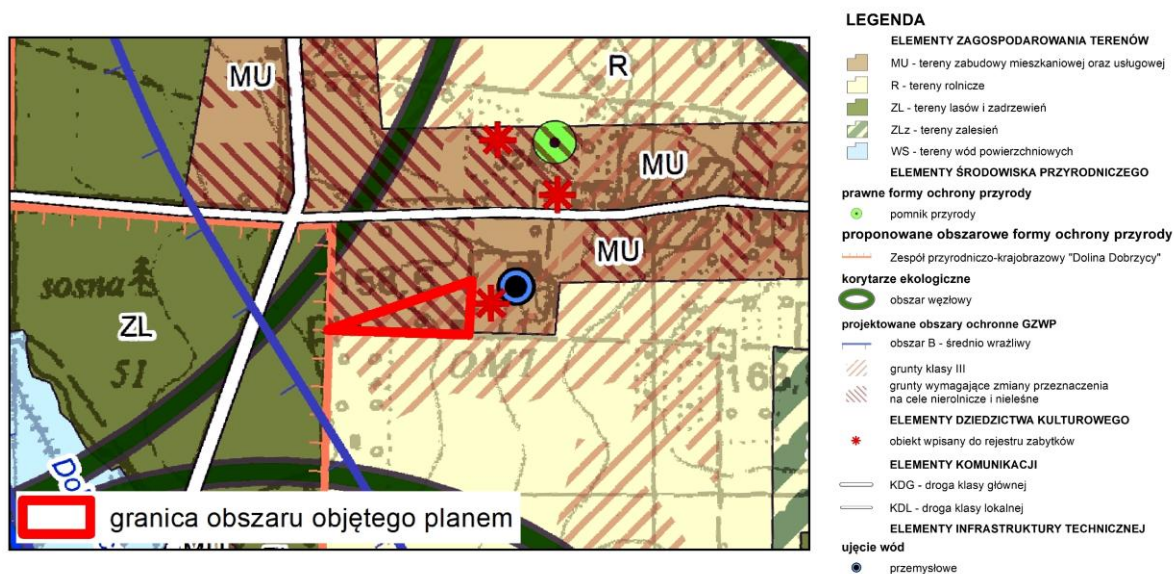 MU
R
MU
MU
sosna
ZL
51
158,5
OM1
granica obszaru objętego planem
LEGENDA
ELEMENTY ZAGOSPODAROWANIA TERENÓW
MU - tereny zabudowy mieszkaniowej oraz usługowej
R - tereny rolnicze
ZL - tereny lasów i zadrzewień
ZLz - tereny zalesień
WS - tereny wód powierzchniowych
ELEMENTY ŚRODOWISKA PRZYRODNICZEGO
prawne formy ochrony przyrody
pomnik przyrody
proponowane obszarowe formy ochrony przyrody
Zespół przyrodniczo-krajobrazowy "Dolina Dobrzycy"
korytarze ekologiczne
obszar węzłowy
projektowane obszary ochronne GZWP
obszar B - średnio wrażliwy
grunty klasy III
grunty wymagające zmiany przeznaczenia
na cele nierolnicze i nieleśne
ELEMENTY DZIEDZICTWA KULTUROWEGO
obiekt wpisany do rejestru zabytków
ELEMENTY KOMUNIKACJI
KDG - droga klasy głównej
KDL - droga klasy lokalnej
ELEMENTY INFRASTRUKTURY TECHNICZNEJ
ujęcie wód
przemysłowe